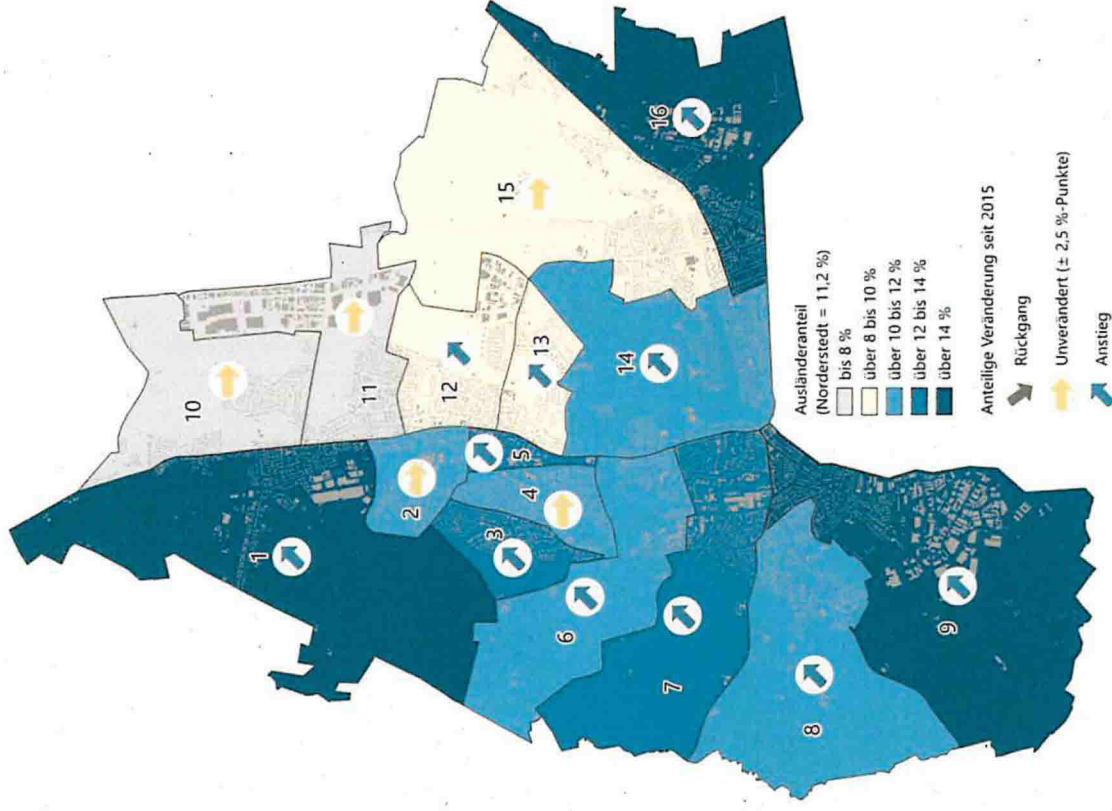 10
11
1
15
2
5
12
16
3
4
13
6
14
7
8
9
Ausländeranteil
(Norderstedt = 11,2 %)
bis 8 %
über 8 bis 10 %
über 10 bis 12 %
über 12 bis 14 %
über 14 %
Anteilige Veränderung seit 2015
Rückgang
Unverändert (± 2,5 %-Punkte)
Anstieg